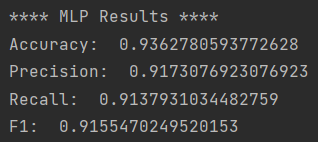 **** MLP Results ****
Accuracy:  0.9362780593772628
Precision:  0.9173076923076923
Recall:  0.9137931034482759
F1:  0.9155470249520153